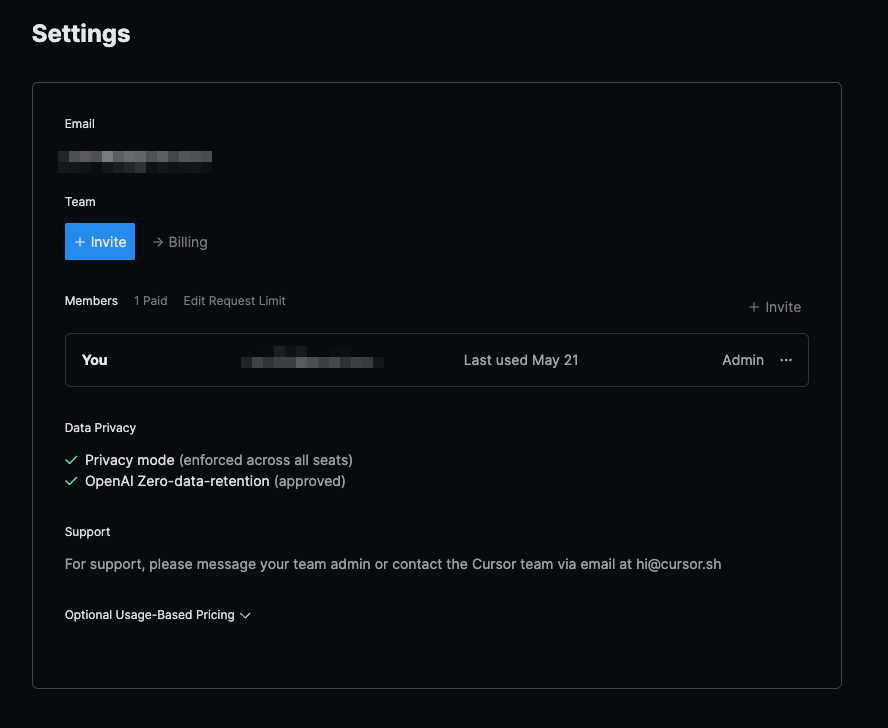 Settings
Email
Team
+ Invite → Billing
Members 1 Paid Edit Request Limit
+ Invite
You Last used May 21 Admin ···
Data Privacy
✓ Privacy mode (enforced across all seats)
✓ OpenAI Zero-data-retention (approved)
Support
For support, please message your team admin or contact the Cursor team via email at hi@cursor.sh
Optional Usage-Based Pricing